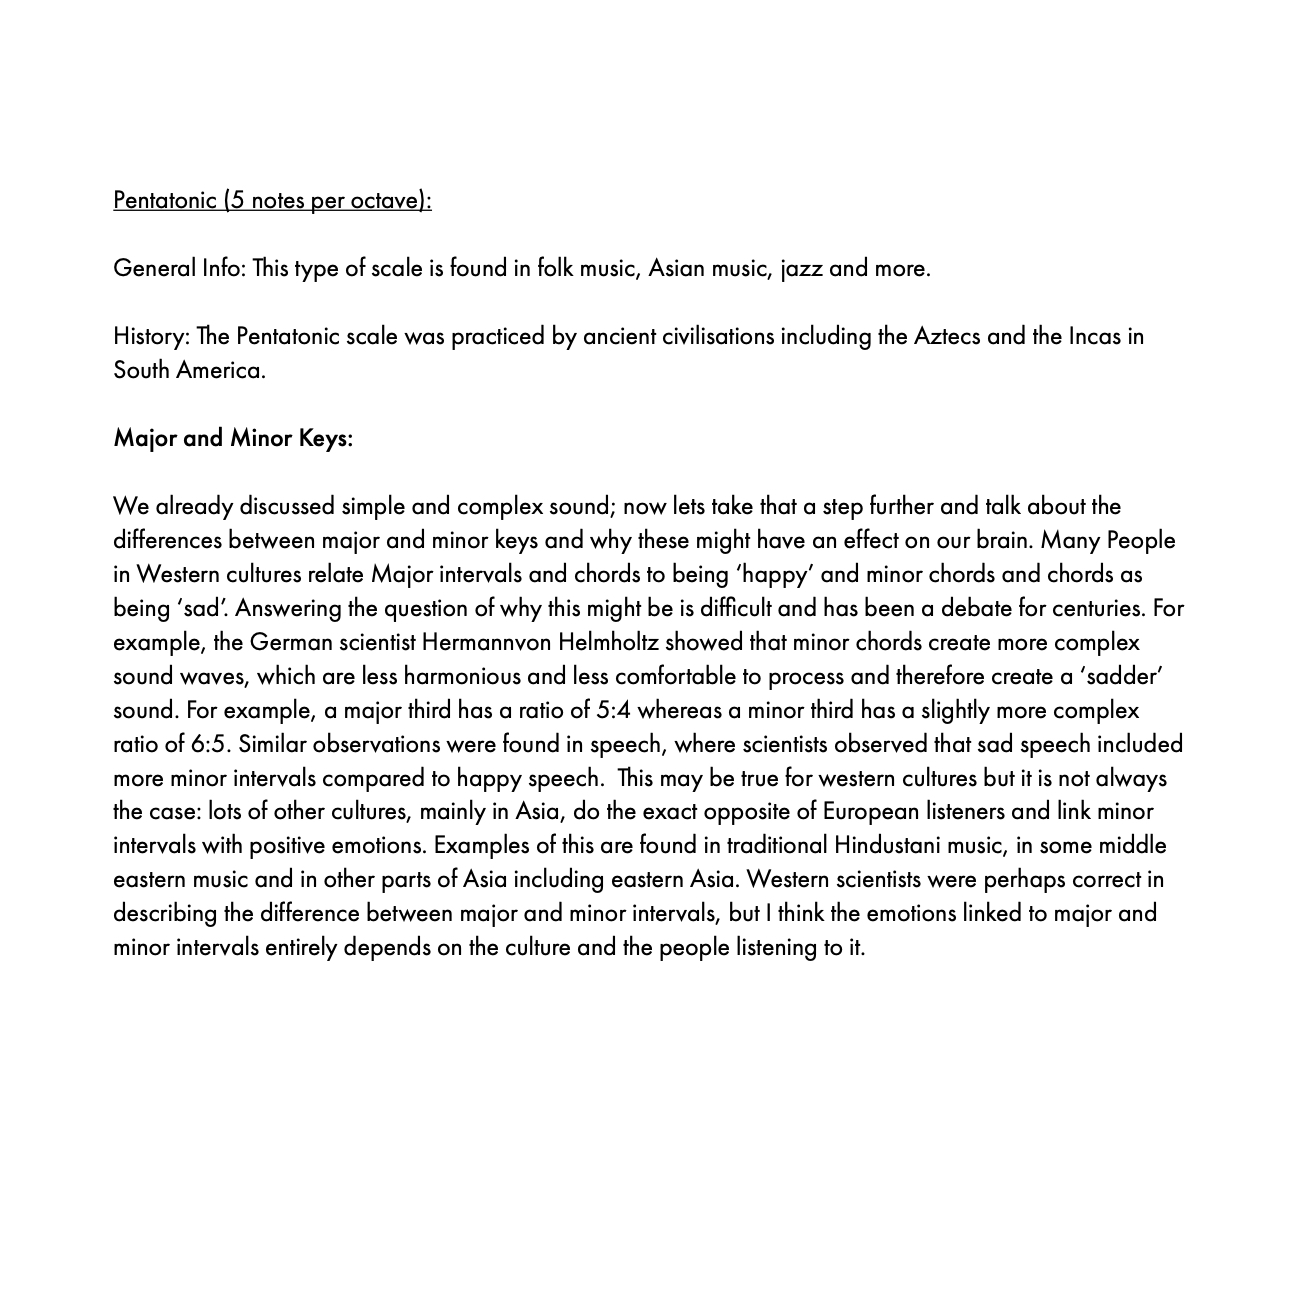 Pentatonic (5 notes per octave):
General Info: This type of scale is found in folk music, Asian music, jazz and more.
History: The Pentatonic scale was practiced by ancient civilisations including the Aztecs and the Incas in
South America.
Major and Minor Keys:
We already discussed simple and complex sound; now lets take that a step further and talk about the
differences between major and minor keys and why these might have an effect on our brain. Many People
in Western cultures relate Major intervals and chords to being ‘happy’ and minor chords and chords as
being ‘sad’. Answering the question of why this might be is difficult and has been a debate for centuries. For
example, the German scientist Hermannvon Helmholtz showed that minor chords create more complex
sound waves, which are less harmonious and less comfortable to process and therefore create a ‘sadder’
sound. For example, a major third has a ratio of 5:4 whereas a minor third has a slightly more complex
ratio of 6:5. Similar observations were found in speech, where scientists observed that sad speech included
more minor intervals compared to happy speech.  This may be true for western cultures but it is not always
the case: lots of other cultures, mainly in Asia, do the exact opposite of European listeners and link minor
intervals with positive emotions. Examples of this are found in traditional Hindustani music, in some middle
eastern music and in other parts of Asia including eastern Asia. Western scientists were perhaps correct in
describing the difference between major and minor intervals, but I think the emotions linked to major and
minor intervals entirely depends on the culture and the people listening to it.